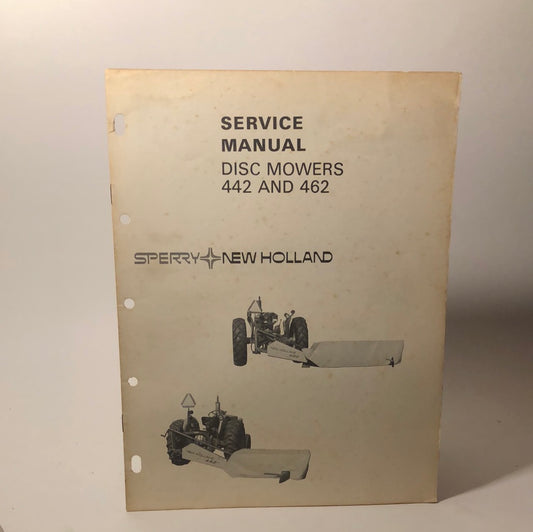 SERVICE
MANUAL
DISC MOWERS
442 AND 462
SPERRY NEW HOLLAND